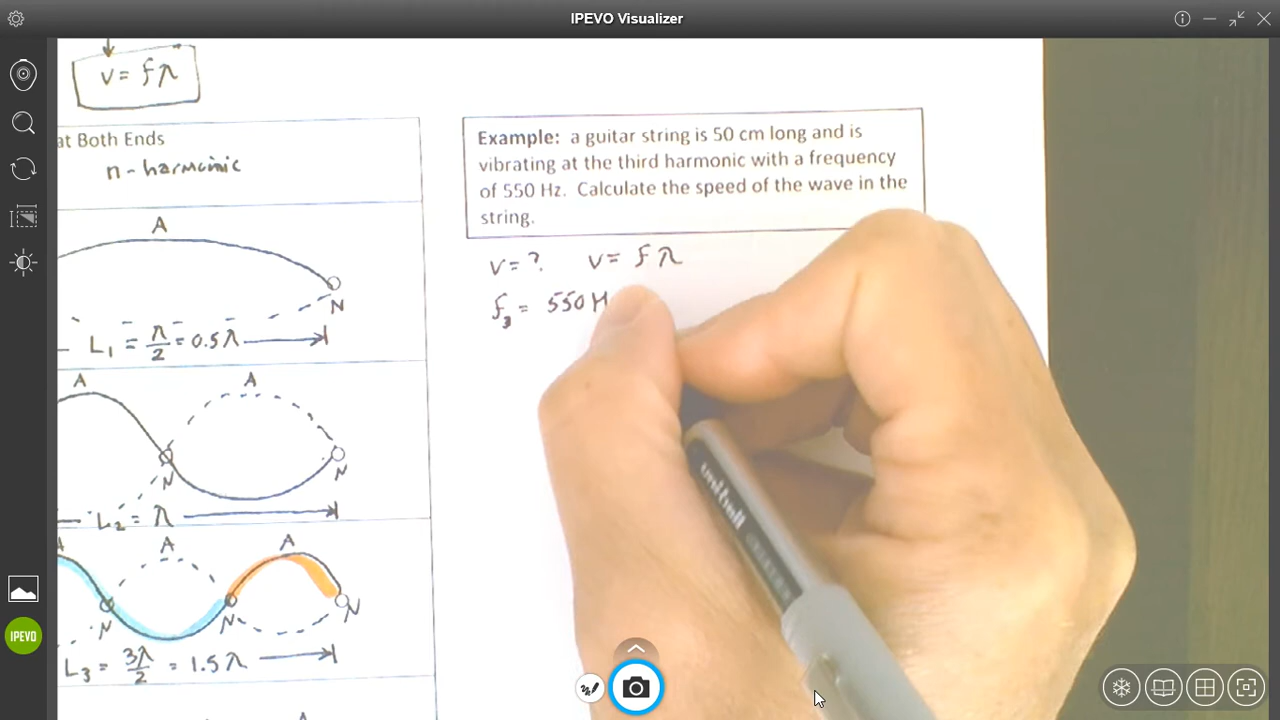 IPEVO Visualizer
v = fλ
at Both Ends
n - harmonic
A
N
L₁ = λ/2 = 0.5λ
A
A
N
N
L₂ = λ
A
A
A
N
N
N
L₃ = 3λ/2 = 1.5λ
A
Example: a guitar string is 50 cm long and is
vibrating at the third harmonic with a frequency
of 550 Hz. Calculate the speed of the wave in the
string.
v = ? v = fλ
f₃ = 550 H
uniball
IPEVO